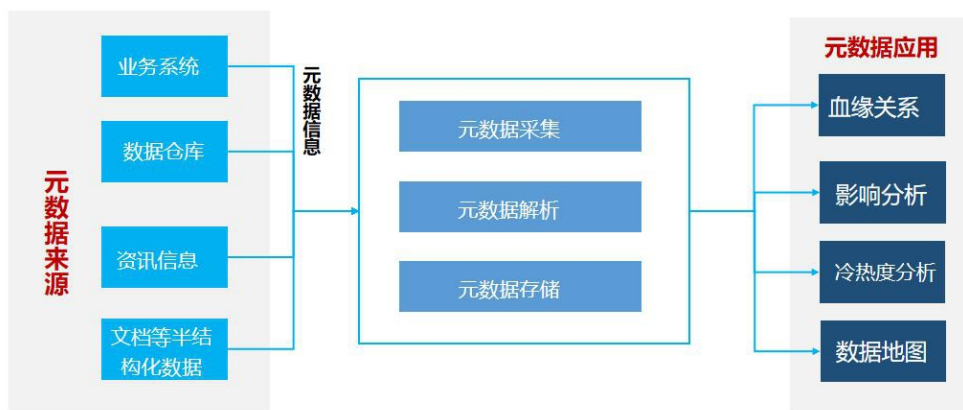 元数据来源
业务系统
数据仓库
资讯信息
文档等半结
构化数据
元数据信息
元数据采集
元数据解析
元数据存储
元数据应用
血缘关系
影响分析
冷热度分析
数据地图